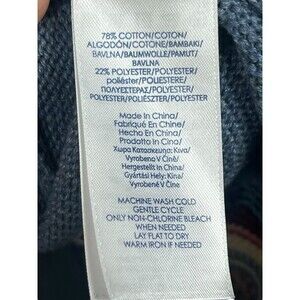 78% COTTON/COTON/
ALGODÓN/COTONE/BAMBAKI/
BAVLNA/BAUMWOLLE/PAMUT/
BAVLNA
22% POLYESTER/POLYESTER/
poliéster/POLIESTERE/
ΠΟΛΥΕΣΤΕΡΑΣ/POLYESTER/
POLYESTER/POLIÉSZTER/POLYESTER
Made In China/
Fabriqué En Chine/
Hecho En China/
Prodotto In Cina/
Χωρα Κατασκευης: Κινα/
Vyrobeno V Číně/
Hergestellt in China/
Gyártási Hely: Kína/
Vyrobené V Číne
MACHINE WASH COLD
GENTLE CYCLE
ONLY NON-CHLORINE BLEACH
WHEN NEEDED
LAY FLAT TO DRY
WARM IRON IF NEEDED